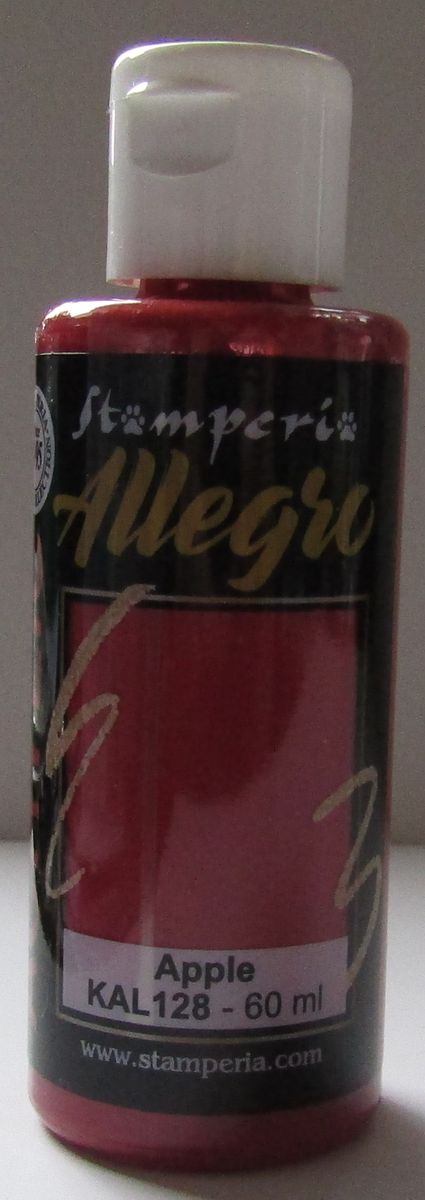 Stamperia
Allegro
Apple
KAL128 - 60 ml
www.stamperia.com